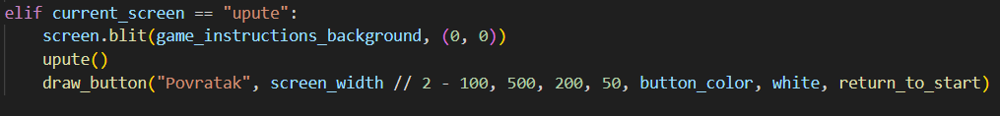 elif current_screen == "upute":
    screen.blit(game_instructions_background, (0, 0))
    upute()
    draw_button("Povratak", screen_width // 2 - 100, 500, 200, 50, button_color, white, return_to_start)